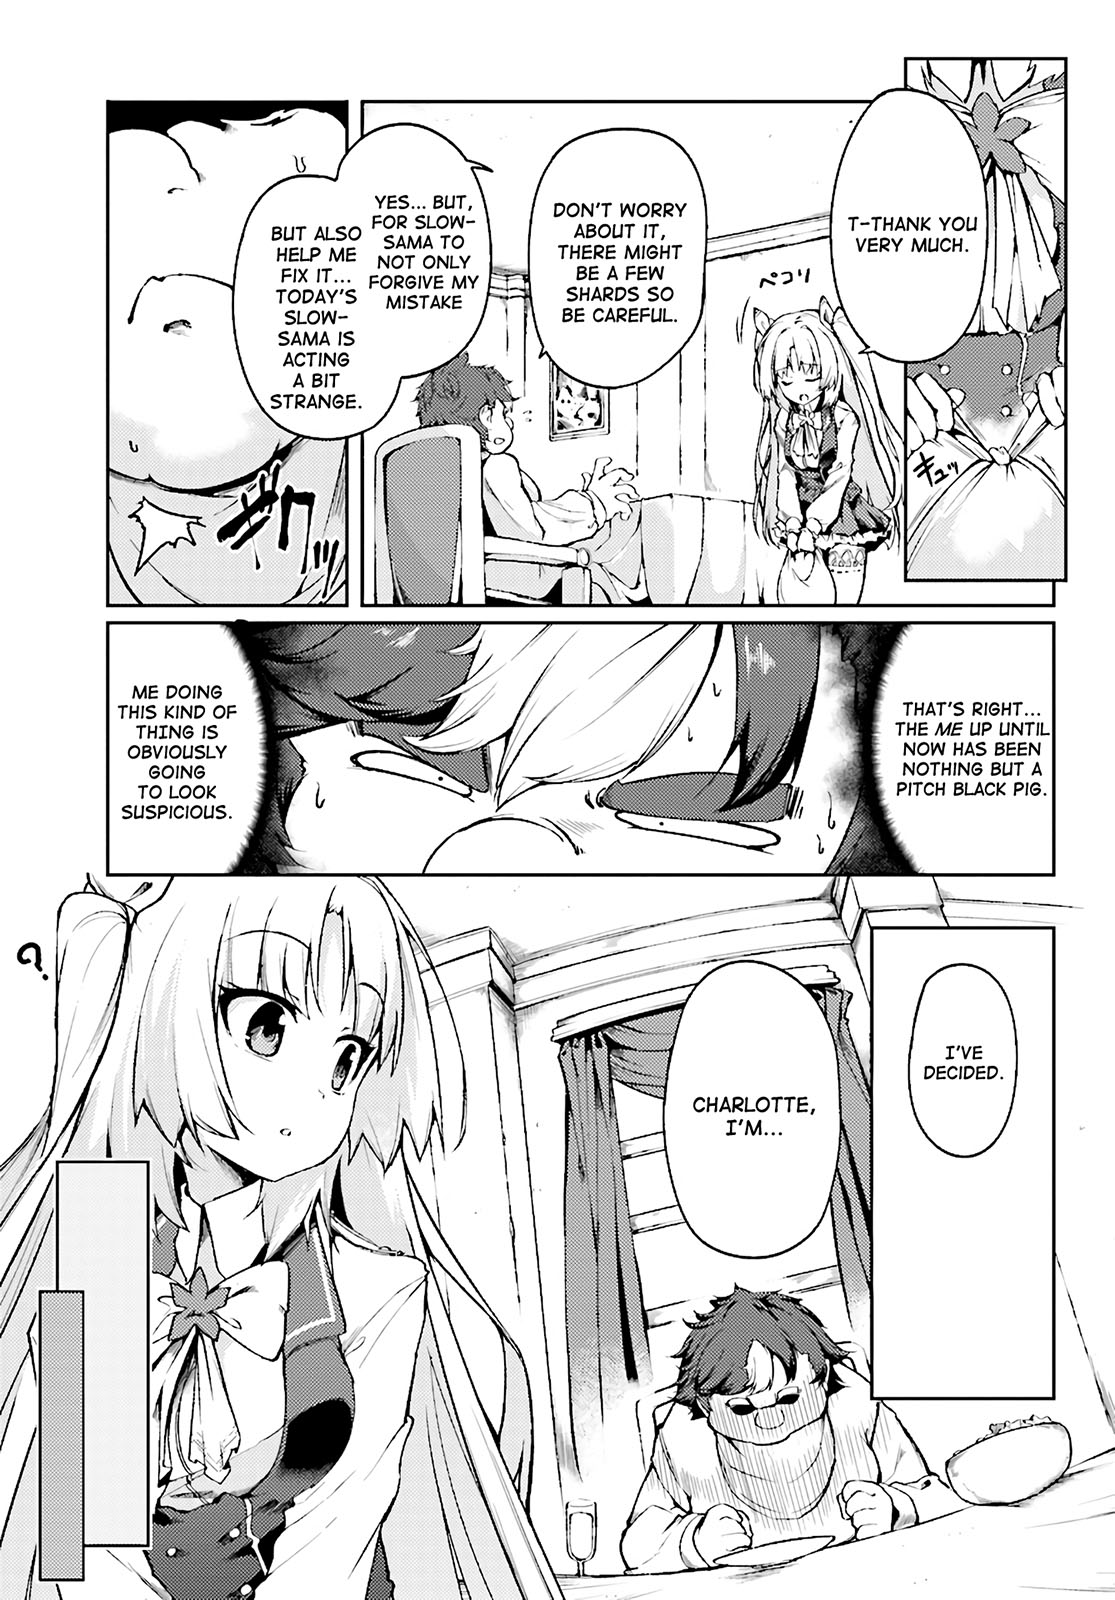 T-THANK YOU
VERY MUCH.
キュッ
ペコリ
DON'T WORRY
ABOUT IT,
THERE MIGHT
BE A FEW
SHARDS SO
BE CAREFUL.
YES... BUT,
FOR SLOW-
SAMA TO
NOT ONLY
FORGIVE MY
MISTAKE
BUT ALSO
HELP ME
FIX IT...
TODAY'S
SLOW-
SAMA IS
ACTING
A BIT
STRANGE.
ギクッ
THAT'S RIGHT...
THE ME UP UNTIL
NOW HAS BEEN
NOTHING BUT A
PITCH BLACK PIG.
ME DOING
THIS KIND OF
THING IS
OBVIOUSLY
GOING
TO LOOK
SUSPICIOUS.
I'VE
DECIDED.
CHARLOTTE,
I'M...
?